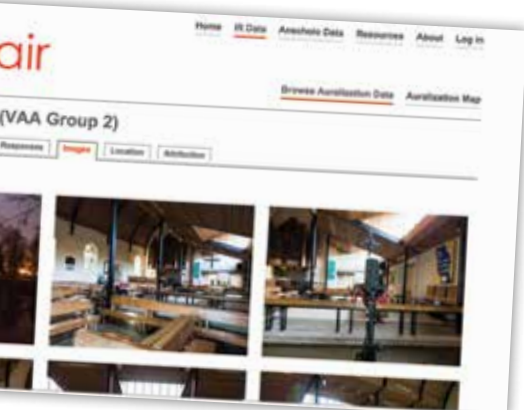 Home IR Data Anechoic Data Resources About Log in
air
Browse Auralization Data Auralization Map
(VAA Group 2)
Responses Images Location Attribution